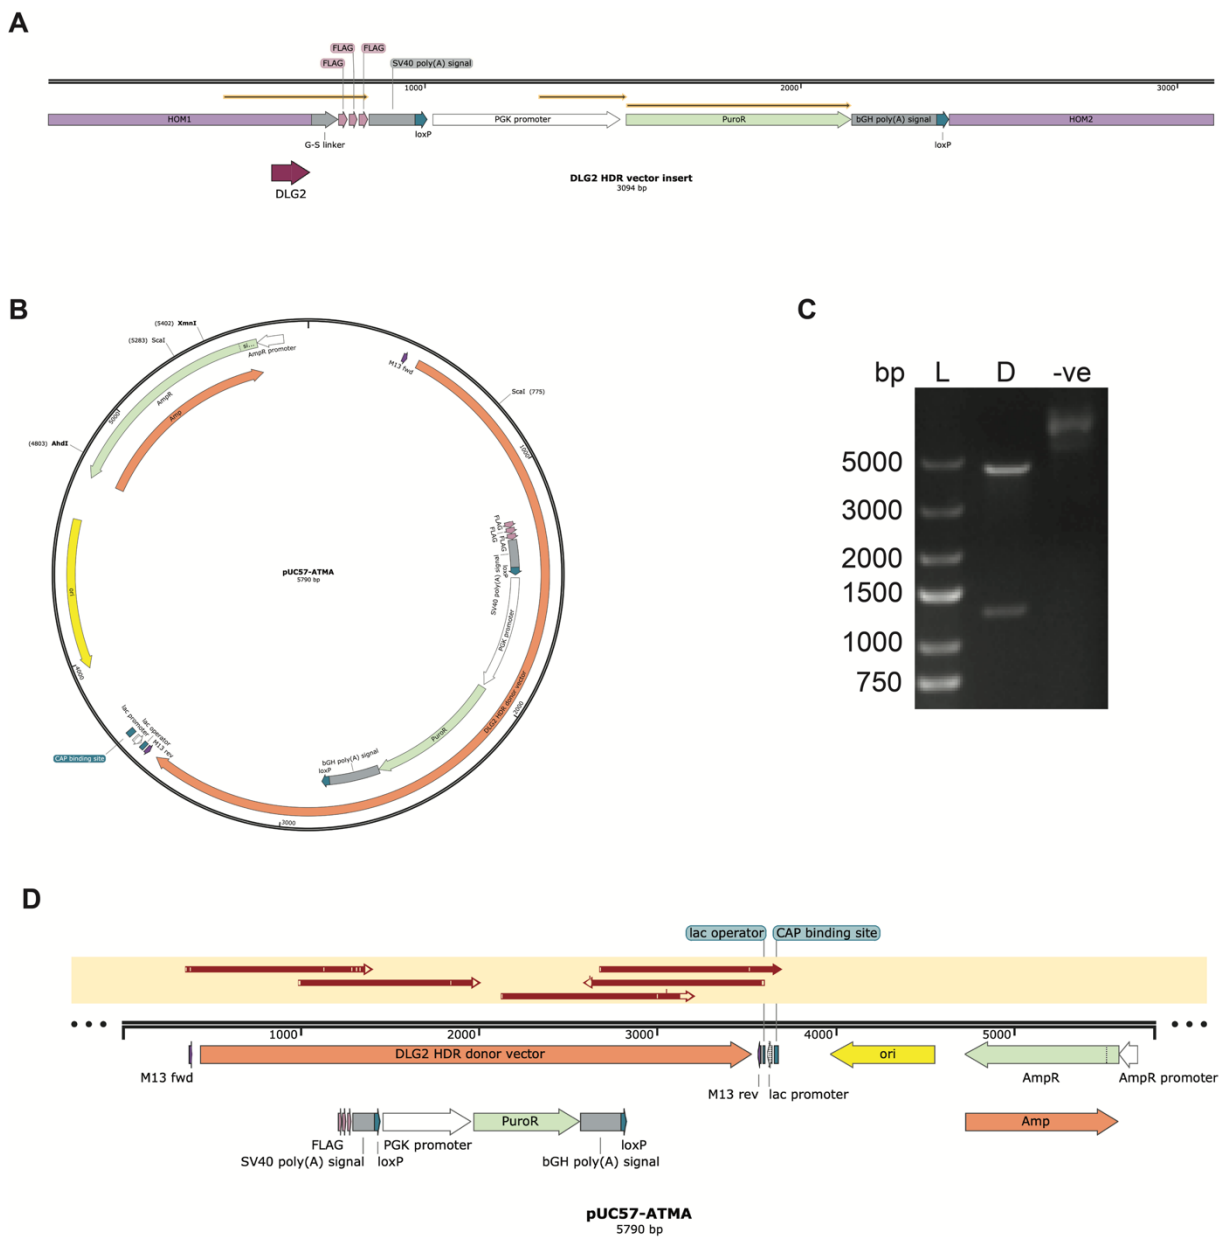 A
FLAG
FLAG FLAG
FLAG SV40 poly(A) signal
1000 2000 3000
HOM1 loxP PGK promoter PuroR bGH poly(A) signal HOM2
G-S linker loxP
DLG2
DLG2 HDR vector insert
3094 bp
B
(5402) XmnI
(5283) ScaI
(4803) AhdI
AmpR promoter
si...
AmpR
Amp
M13 fwd
ScaI (775)
1000
2000
3000
4000
5000
FLAG
FLAG
FLAG
loxP
SV40 poly(A) signal
PGK promoter
DLG2 HDR donor vector
PuroR
bGH poly(A) signal
loxP
ori
lac promoter
lac operator
M13 rev
CAP binding site
pUC57-ATMA
5790 bp
C
bp L D -ve
5000
3000
2000
1500
1000
750
D
lac operator CAP binding site
1000 2000 3000 4000 5000
DLG2 HDR donor vector ori
M13 fwd M13 rev lac promoter AmpR AmpR promoter
PuroR Amp
FLAG PGK promoter loxP
SV40 poly(A) signal loxP bGH poly(A) signal
pUC57-ATMA
5790 bp